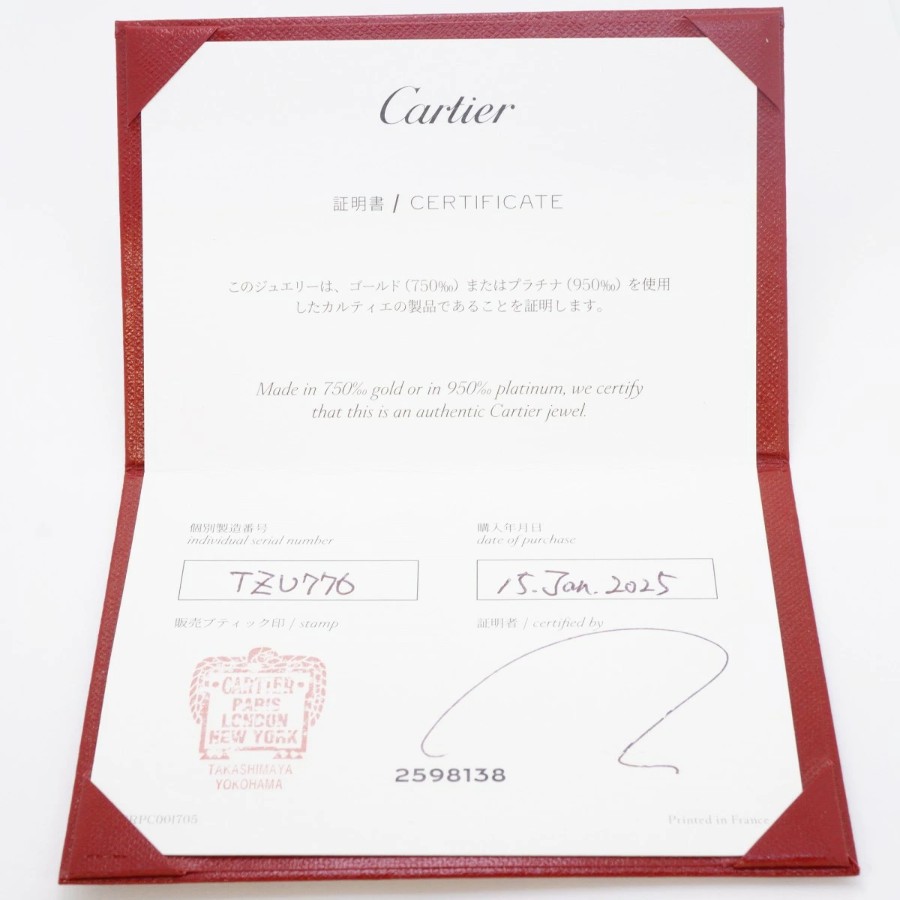 Cartier
証明書 / CERTIFICATE
このジュエリーは、ゴールド(750‰)またはプラチナ(950‰)を使用
したカルティエの製品であることを証明します。
Made in 750‰ gold or in 950‰ platinum, we certify
that this is an authentic Cartier jewel.
個別製造番号
individual serial number
TZU776
購入年月日
date of purchase
15.Jan.2025
販売ブティック印 / stamp
証明者 / certified by
CARTIER
PARIS
LONDON
NEW YORK
TAKASHIMAYA
YOKOHAMA
2598138
RPC001705
Printed in France